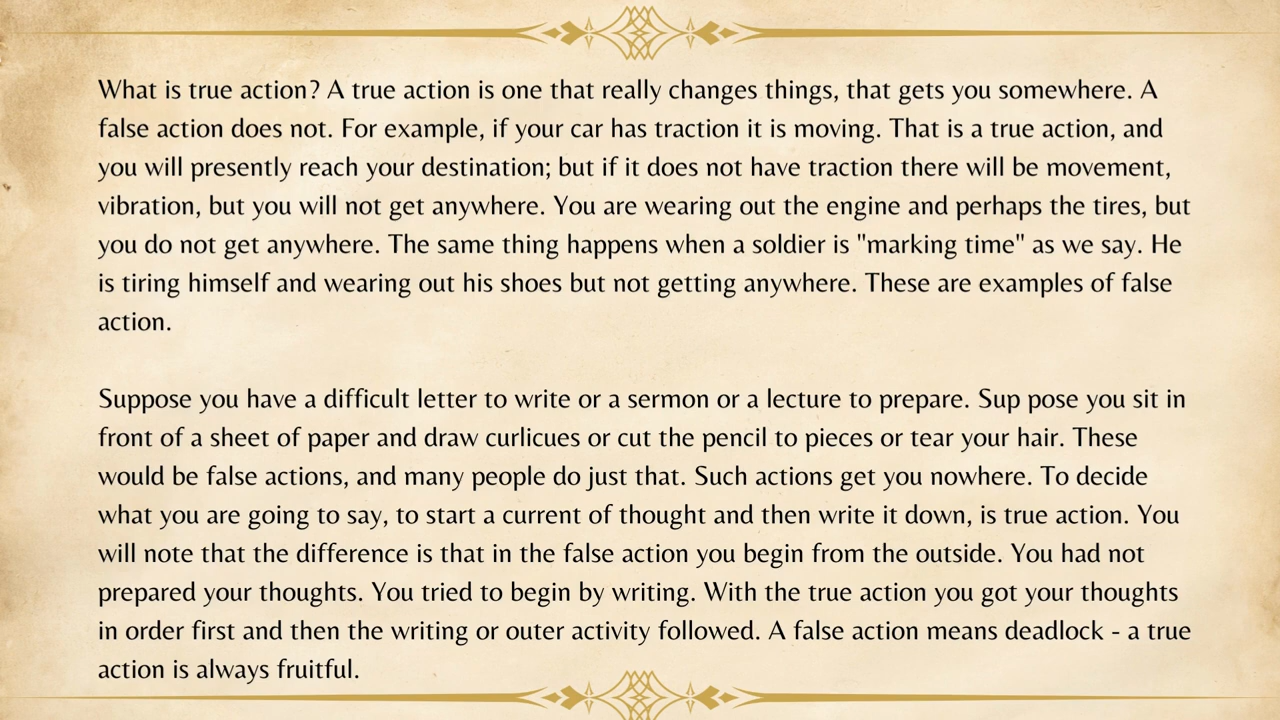 What is true action? A true action is one that really changes things, that gets you somewhere. A
false action does not. For example, if your car has traction it is moving. That is a true action, and
you will presently reach your destination; but if it does not have traction there will be movement,
vibration, but you will not get anywhere. You are wearing out the engine and perhaps the tires, but
you do not get anywhere. The same thing happens when a soldier is "marking time" as we say. He
is tiring himself and wearing out his shoes but not getting anywhere. These are examples of false
action.
Suppose you have a difficult letter to write or a sermon or a lecture to prepare. Sup pose you sit in
front of a sheet of paper and draw curlicues or cut the pencil to pieces or tear your hair. These
would be false actions, and many people do just that. Such actions get you nowhere. To decide
what you are going to say, to start a current of thought and then write it down, is true action. You
will note that the difference is that in the false action you begin from the outside. You had not
prepared your thoughts. You tried to begin by writing. With the true action you got your thoughts
in order first and then the writing or outer activity followed. A false action means deadlock - a true
action is always fruitful.